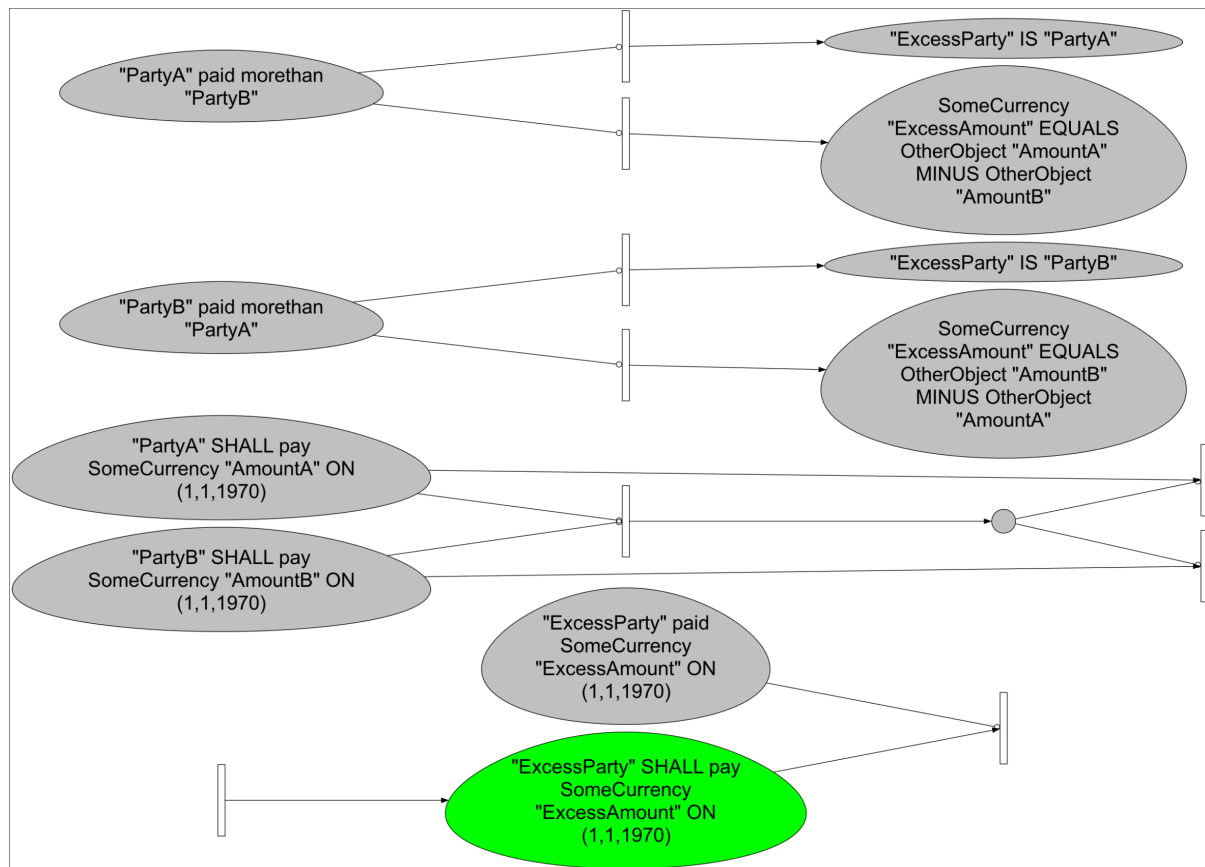 "PartyA" paid morethan
"PartyB"
"ExcessParty" IS "PartyA"
SomeCurrency
"ExcessAmount" EQUALS
OtherObject "AmountA"
MINUS OtherObject
"AmountB"
"PartyB" paid morethan
"PartyA"
"ExcessParty" IS "PartyB"
SomeCurrency
"ExcessAmount" EQUALS
OtherObject "AmountB"
MINUS OtherObject
"AmountA"
"PartyA" SHALL pay
SomeCurrency "AmountA" ON
(1,1,1970)
"PartyB" SHALL pay
SomeCurrency "AmountB" ON
(1,1,1970)
"ExcessParty" paid
SomeCurrency
"ExcessAmount" ON
(1,1,1970)
"ExcessParty" SHALL pay
SomeCurrency
"ExcessAmount" ON
(1,1,1970)